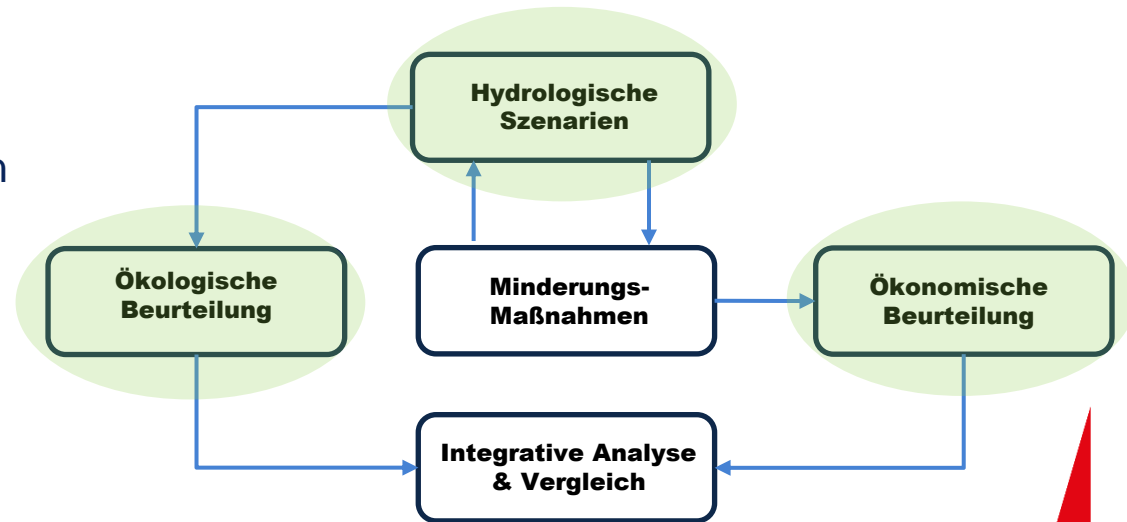 Hydrologische
Szenarien
n
Ökologische
Beurteilung
Minderungs-
Maßnahmen
Ökonomische
Beurteilung
Integrative Analyse
& Vergleich